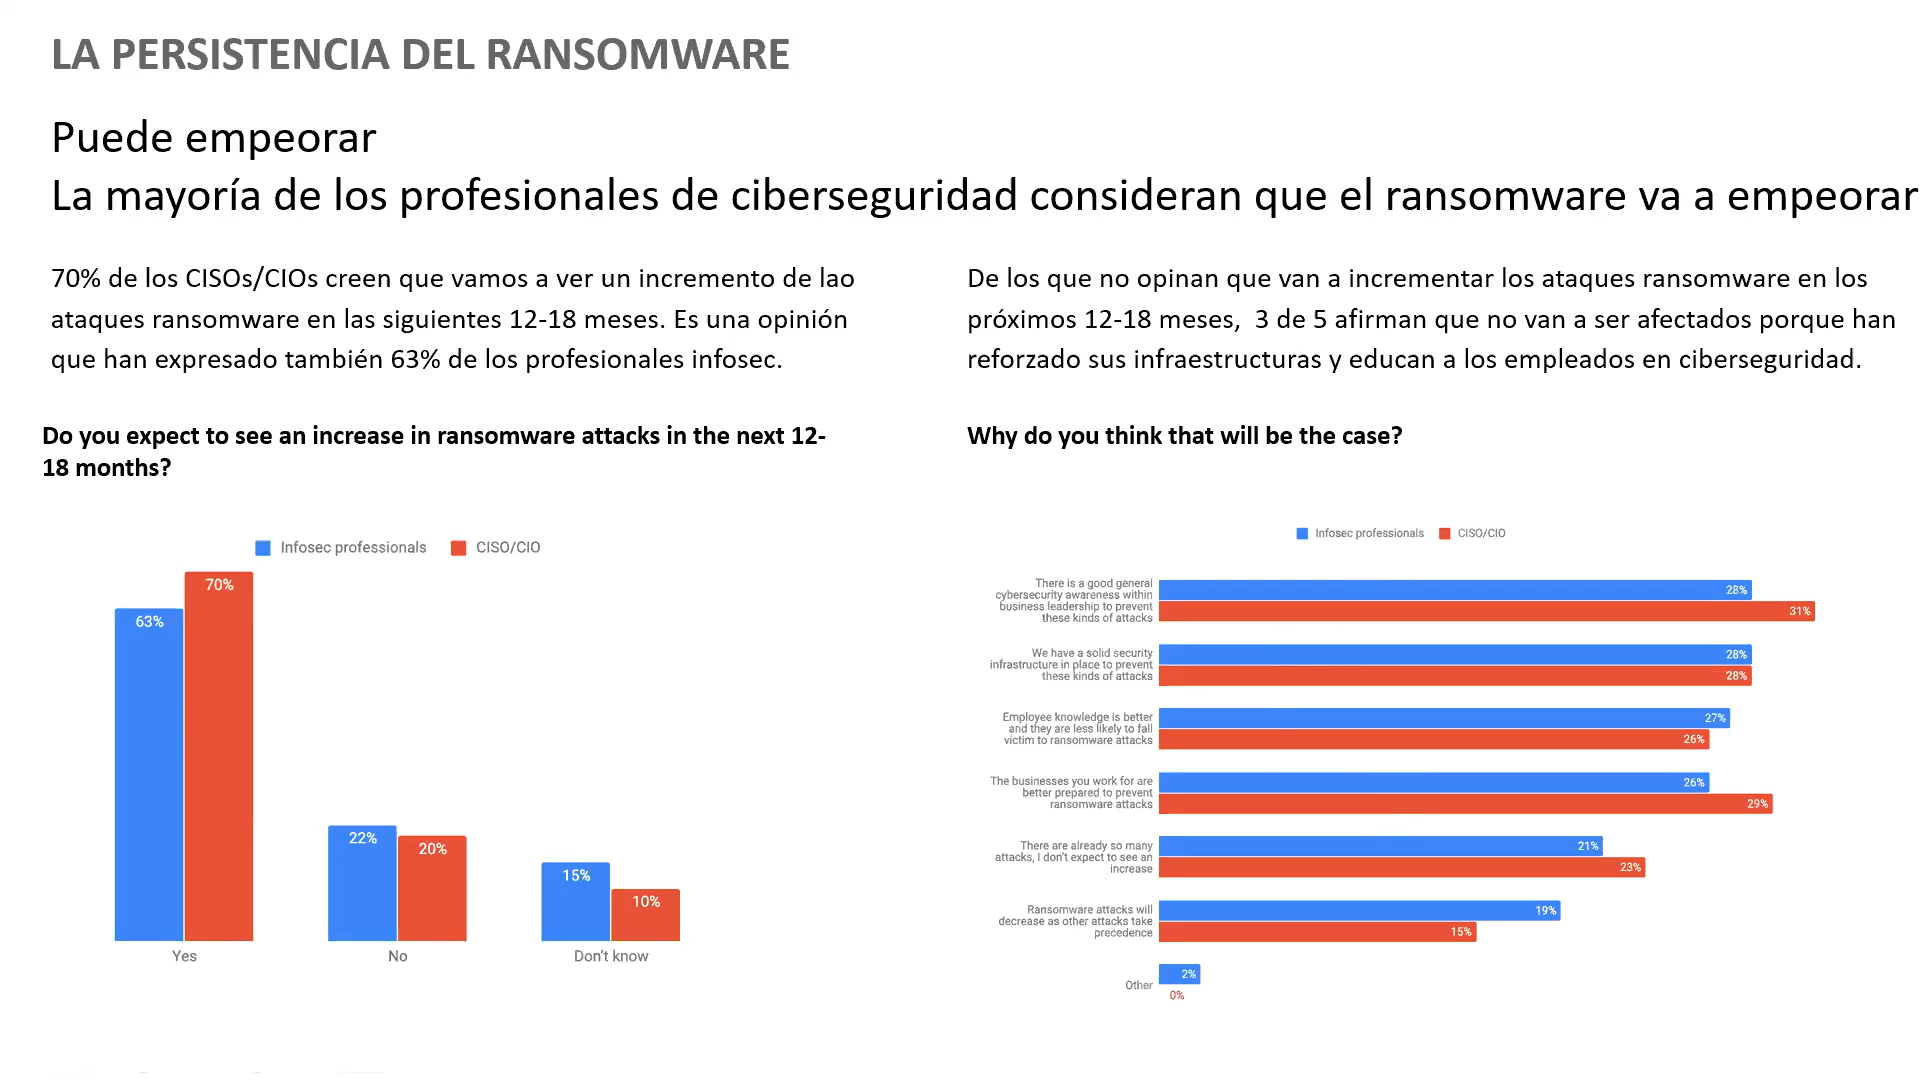 LA PERSISTENCIA DEL RANSOMWARE
Puede empeorar
La mayoría de los profesionales de ciberseguridad consideran que el ransomware va a empeorar
70% de los CISOs/CIOs creen que vamos a ver un incremento de lao
ataques ransomware en las siguientes 12-18 meses. Es una opinión
que han expresado también 63% de los profesionales infosec.
De los que no opinan que van a incrementar los ataques ransomware en los
próximos 12-18 meses,  3 de 5 afirman que no van a ser afectados porque han
reforzado sus infraestructuras y educan a los empleados en ciberseguridad.
Do you expect to see an increase in ransomware attacks in the next 12-
18 months?
Infosec professionals CISO/CIO
63%
70%
22%
20%
15%
10%
Yes
No
Don't know
Why do you think that will be the case?
Infosec professionals CISO/CIO
There is a good general
cybersecurity awareness within
business leadership to prevent
these kinds of attacks
28%
31%
We have a solid security
infrastructure in place to prevent
these kinds of attacks
28%
28%
Employee knowledge is better
and they are less likely to fall
victim to ransomware attacks
27%
26%
The businesses you work for are
better prepared to prevent
ransomware attacks
26%
29%
There are already so many
attacks, I don't expect to see an
increase
21%
23%
Ransomware attacks will
decrease as other attacks take
precedence
19%
15%
Other
2%
0%